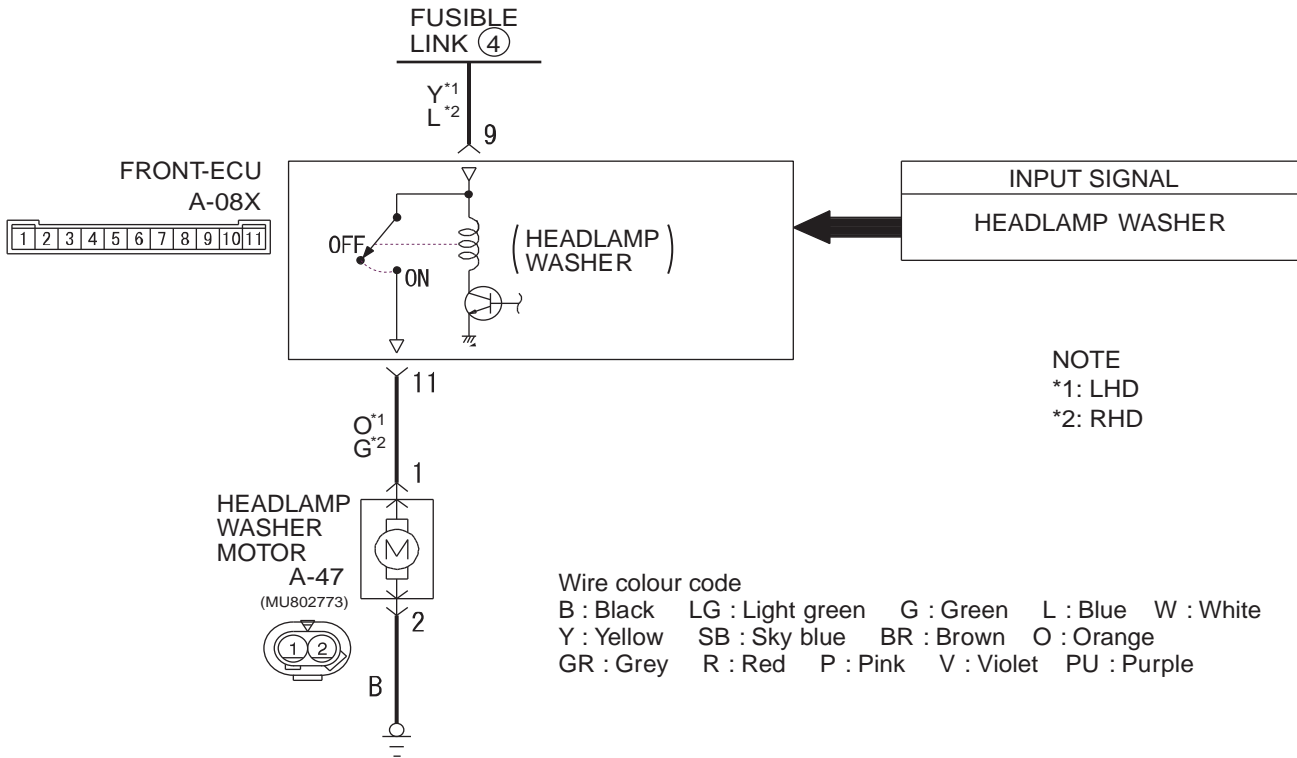 FUSIBLE
LINK ④
Y*1
L*2
9
FRONT-ECU
A-08X
1 2 3 4 5 6 7 8 9 10 11
OFF
ON
(HEADLAMP
WASHER)
INPUT SIGNAL
HEADLAMP WASHER
11
NOTE
*1: LHD
*2: RHD
O*1
G*2
1
HEADLAMP
WASHER
MOTOR
A-47
(MU802773)
M
1 2
2
B
Wire colour code
B : Black LG : Light green G : Green L : Blue W : White
Y : Yellow SB : Sky blue BR : Brown O : Orange
GR : Grey R : Red P : Pink V : Violet PU : Purple